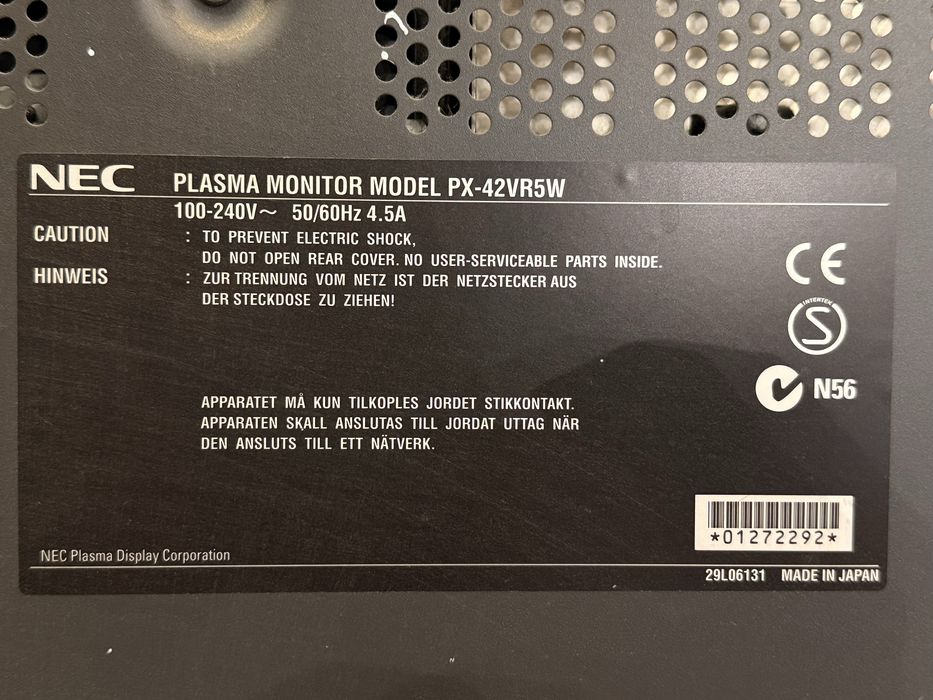 NEC PLASMA MONITOR MODEL PX-42VR5W
100-240V～ 50/60Hz 4.5A
CAUTION : TO PREVENT ELECTRIC SHOCK,
DO NOT OPEN REAR COVER. NO USER-SERVICEABLE PARTS INSIDE.
HINWEIS : ZUR TRENNUNG VOM NETZ IST DER NETZSTECKER AUS
DER STECKDOSE ZU ZIEHEN!
CE
INTERTEK
S
N56
APPARATET MÅ KUN TILKOPLES JORDET STIKKONTAKT.
APPARATEN SKALL ANSLUTAS TILL JORDAT UTTAG NÄR
DEN ANSLUTS TILL ETT NÄTVERK.
*01272292*
NEC Plasma Display Corporation
29L06131 MADE IN JAPAN